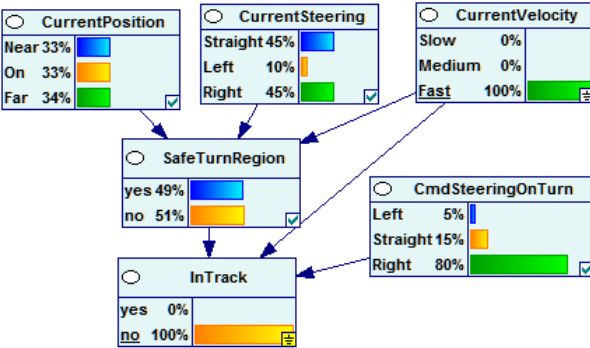 CurrentPosition
Near 33%
On 33%
Far 34%
CurrentSteering
Straight 45%
Left 10%
Right 45%
CurrentVelocity
Slow 0%
Medium 0%
Fast 100%
SafeTurnRegion
yes 49%
no 51%
CmdSteeringOnTurn
Left 5%
Straight 15%
Right 80%
InTrack
yes 0%
no 100%